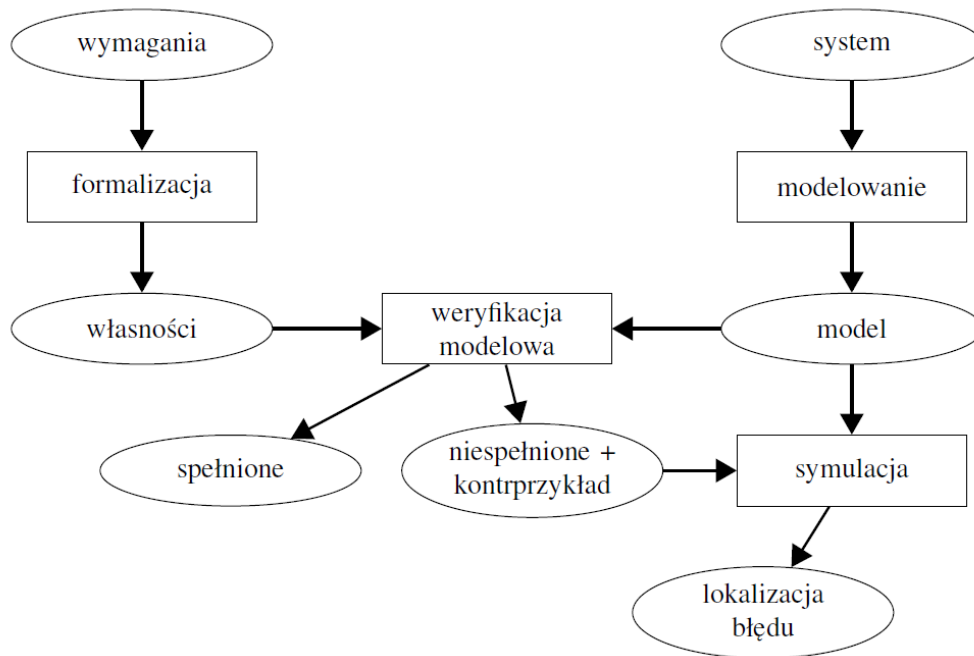 wymagania
system
formalizacja
modelowanie
własności
weryfikacja
modelowa
model
spełnione
niespełnione +
kontrprzykład
symulacja
lokalizacja
błędu